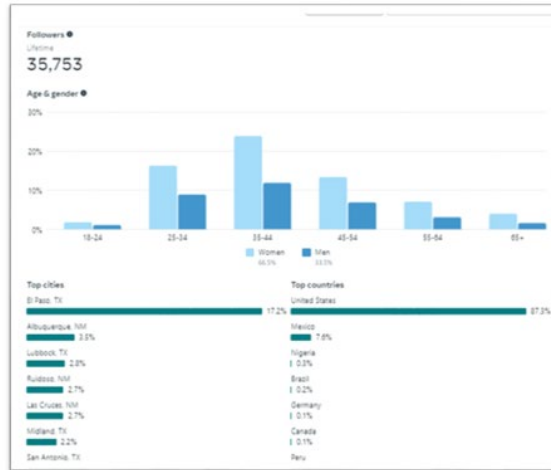 Followers
Lifetime
35,753
Age & gender
30%
20%
10%
0%
18-24 25-34 35-44 45-54 55-64 65+
Women Men
66.5% 33.5%
Top cities
El Paso, TX
17.2%
Albuquerque, NM
3.5%
Lubbock, TX
2.8%
Ruidoso, NM
2.7%
Las Cruces, NM
2.7%
Midland, TX
2.2%
San Antonio, TX
Top countries
United States
87.3%
Mexico
7.6%
Nigeria
0.3%
Brazil
0.2%
Germany
0.1%
Canada
0.1%
Peru